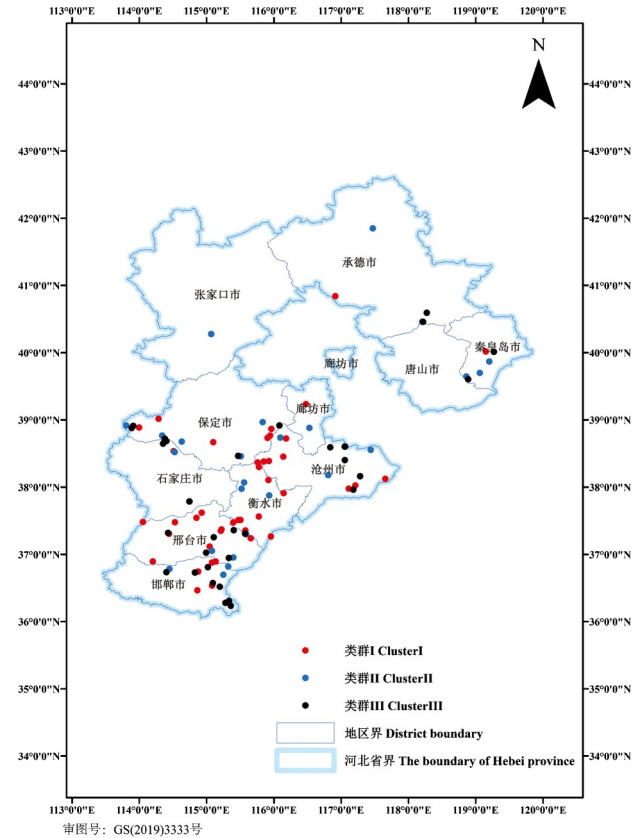 113°0'0"E 114°0'0"E 115°0'0"E 116°0'0"E 117°0'0"E 118°0'0"E 119°0'0"E 120°0'0"E
N
44°0'0"N 44°0'0"N
43°0'0"N 43°0'0"N
42°0'0"N 42°0'0"N
承德市
41°0'0"N 41°0'0"N
张家口市
40°0'0"N 40°0'0"N
秦皇岛市
廊坊市
唐山市
39°0'0"N 39°0'0"N
廊坊市
保定市
沧州市
石家庄市
38°0'0"N 38°0'0"N
衡水市
邢台市
37°0'0"N 37°0'0"N
邯郸市
36°0'0"N 36°0'0"N
类群I ClusterI
类群II ClusterII
35°0'0"N 35°0'0"N
类群III ClusterIII
地区界 District boundary
34°0'0"N 34°0'0"N
河北省界 The boundary of Hebei province
113°0'0"E 114°0'0"E 115°0'0"E 116°0'0"E 117°0'0"E 118°0'0"E 119°0'0"E 120°0'0"E
审图号：GS(2019)3333号